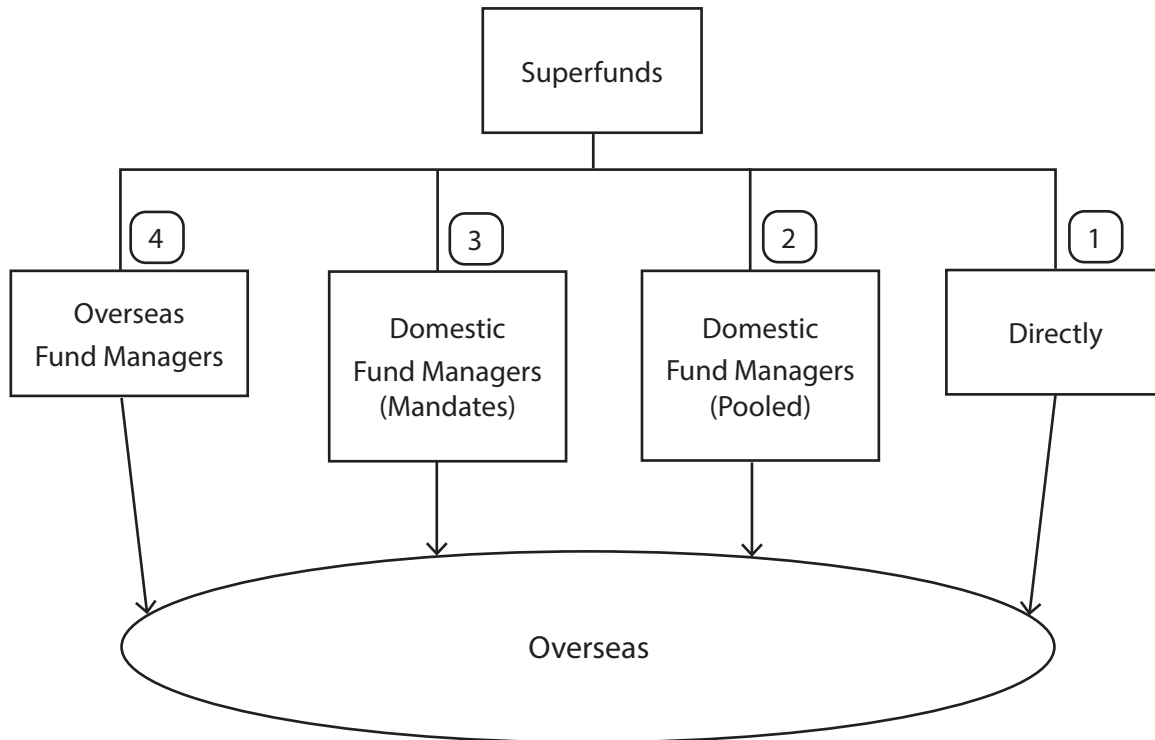 Superfunds
4
3
2
1
Overseas
Fund Managers
Domestic
Fund Managers
(Mandates)
Domestic
Fund Managers
(Pooled)
Directly
Overseas